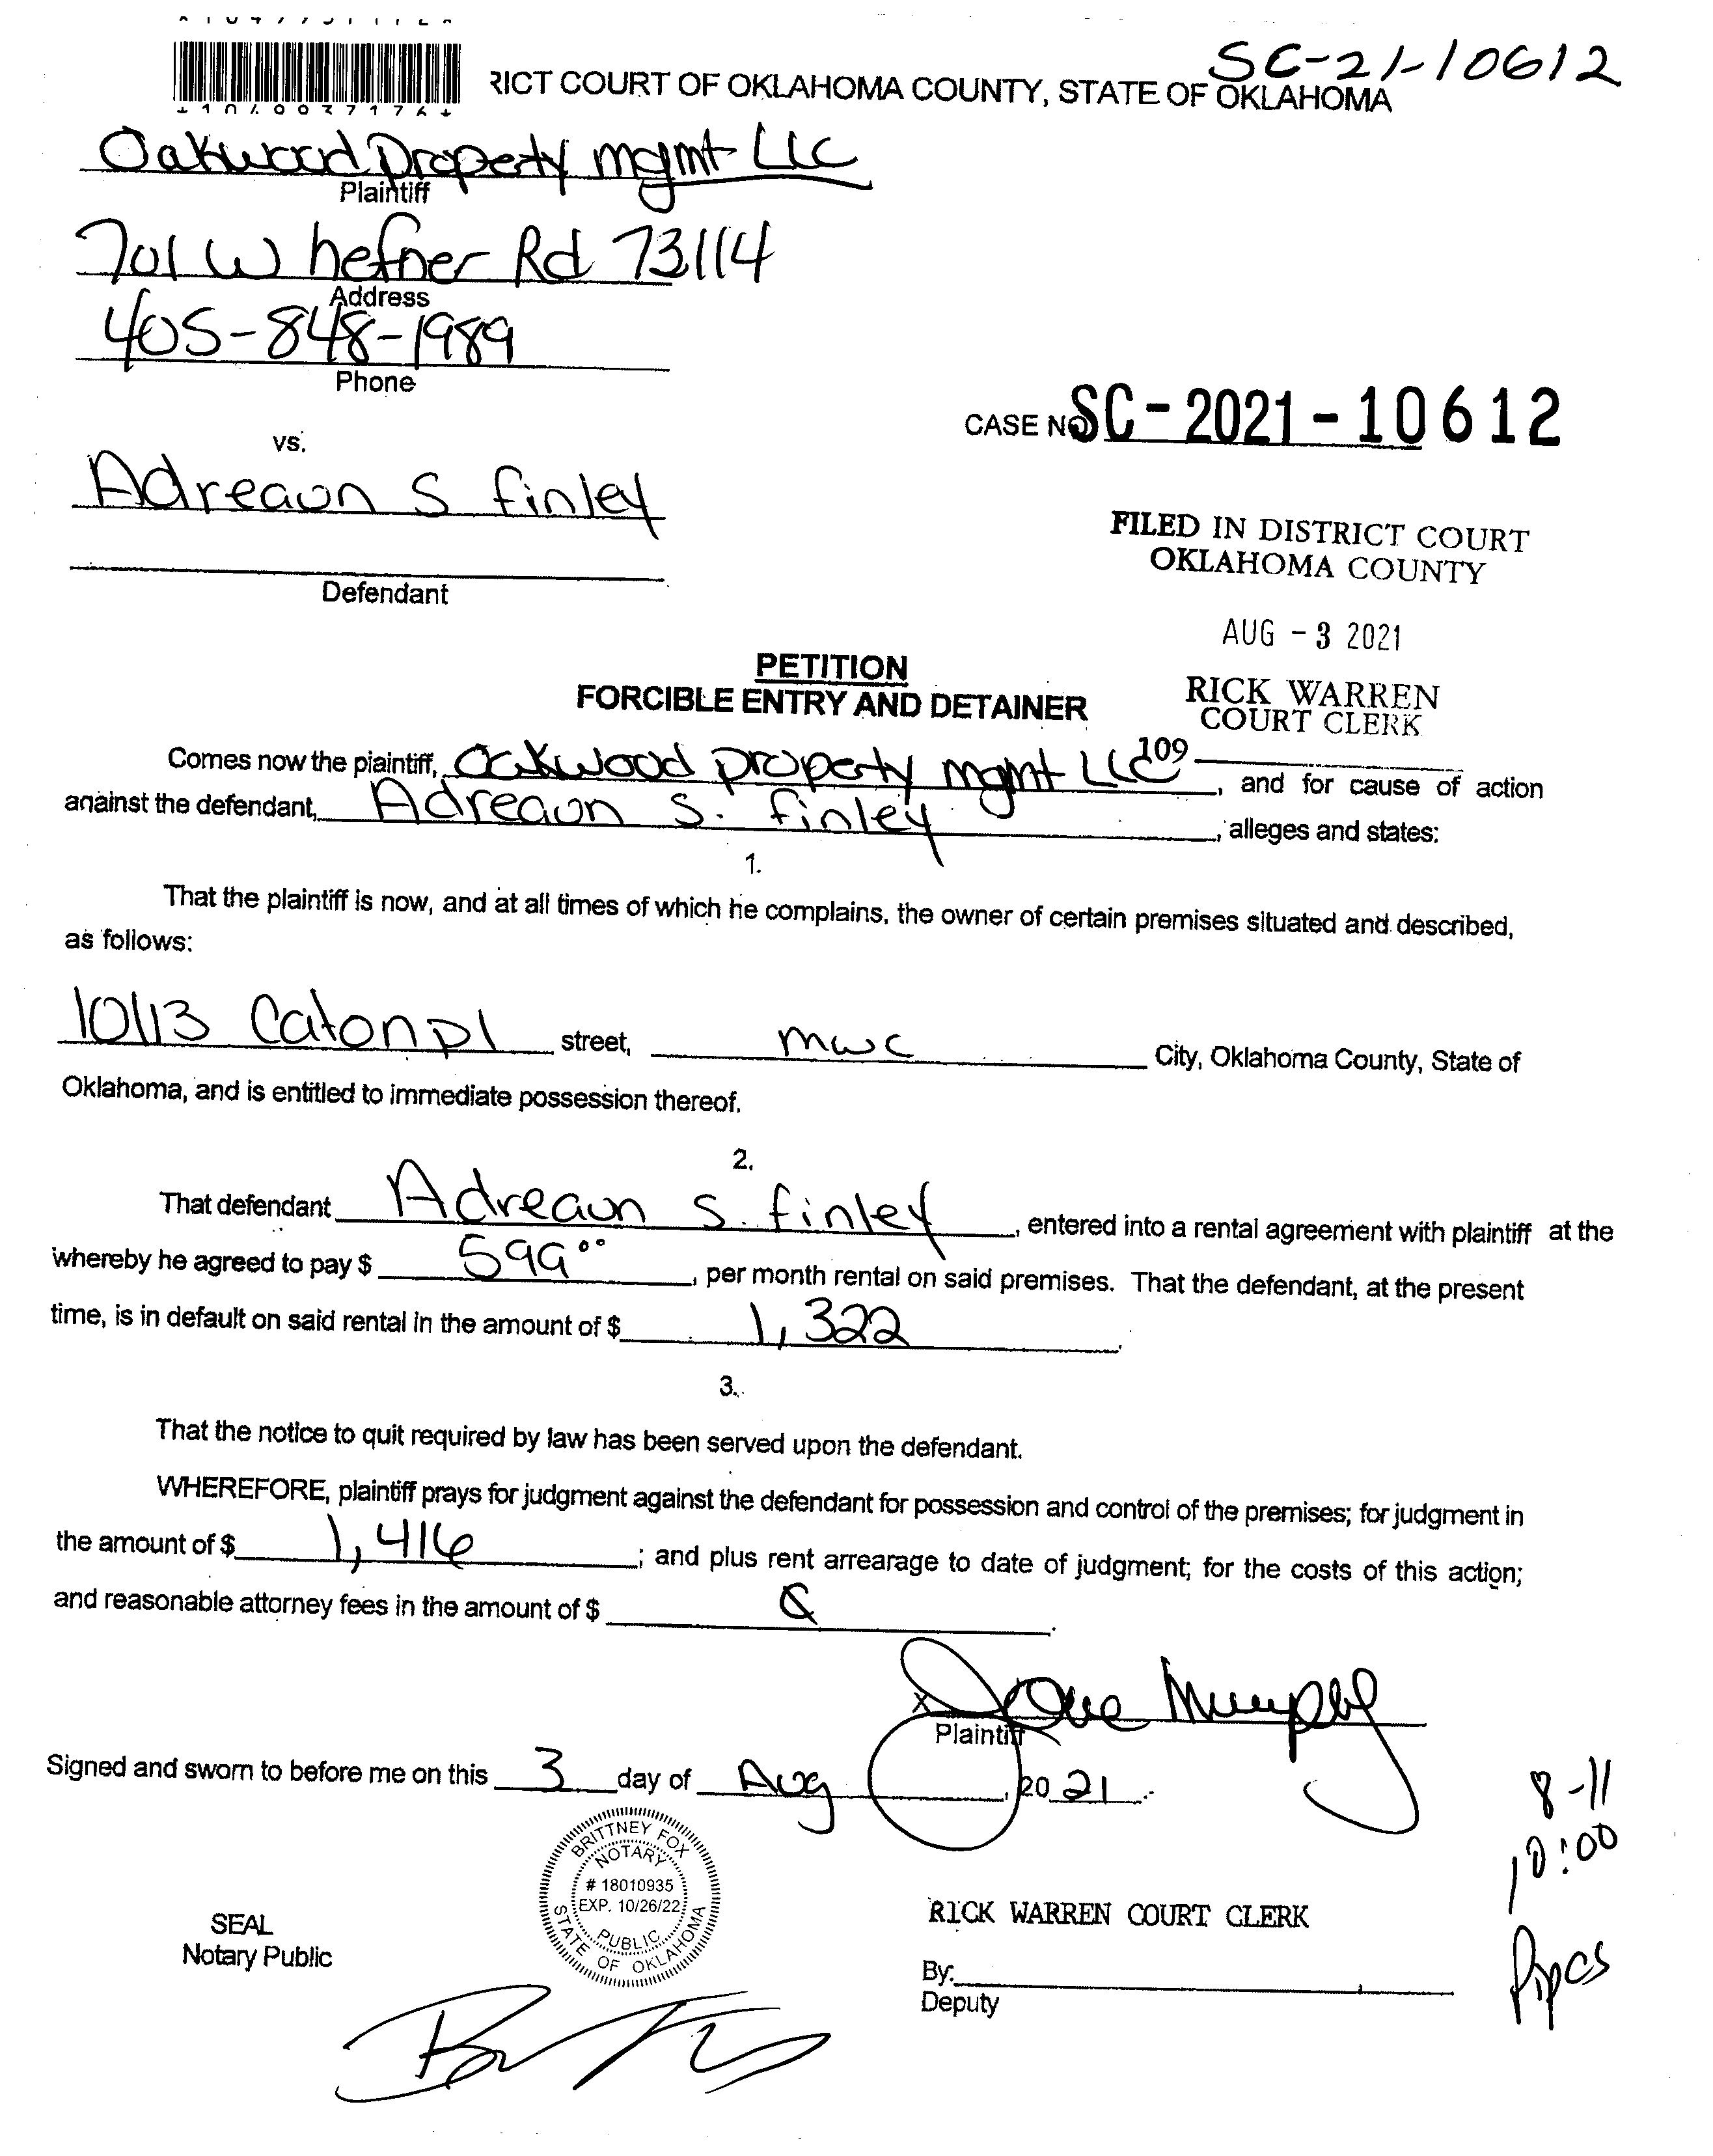 SC-21-10612
RICT COURT OF OKLAHOMA COUNTY, STATE OF OKLAHOMA
Oakwood Property mgmt LLC
Plaintiff
701 W hefner Rd 73114
Address
405-848-1989
Phone
CASE NO SC-2021-10612
vs.
Adreaun S finley
Defendant
FILED IN DISTRICT COURT
OKLAHOMA COUNTY
AUG - 3 2021
RICK WARREN
COURT CLERK
109
PETITION
FORCIBLE ENTRY AND DETAINER
Comes now the plaintiff, Oakwood property mgmt LLC, and for cause of action
against the defendant, Adreaun S. finley, alleges and states:
1.
That the plaintiff is now, and at all times of which he complains, the owner of certain premises situated and described,
as follows:
10113 Caton pl street, mwc City, Oklahoma County, State of
Oklahoma, and is entitled to immediate possession thereof.
2.
That defendant Adreaun S. finley, entered into a rental agreement with plaintiff at the
whereby he agreed to pay $ 599°°, per month rental on said premises. That the defendant, at the present
time, is in default on said rental in the amount of $ 1,322.
3.
That the notice to quit required by law has been served upon the defendant.
WHEREFORE, plaintiff prays for judgment against the defendant for possession and control of the premises; for judgment in
the amount of $ 1,416; and plus rent arrearage to date of judgment; for the costs of this action;
and reasonable attorney fees in the amount of $
X
Plaintiff
Signed and sworn to before me on this 3 day of Aug, 20 21.
8-11
10:00
BRITTNEY FOX
NOTARY
# 18010935
EXP. 10/26/22
PUBLIC
STATE OF OKLAHOMA
SEAL
Notary Public
RICK WARREN COURT CLERK
By:
Deputy